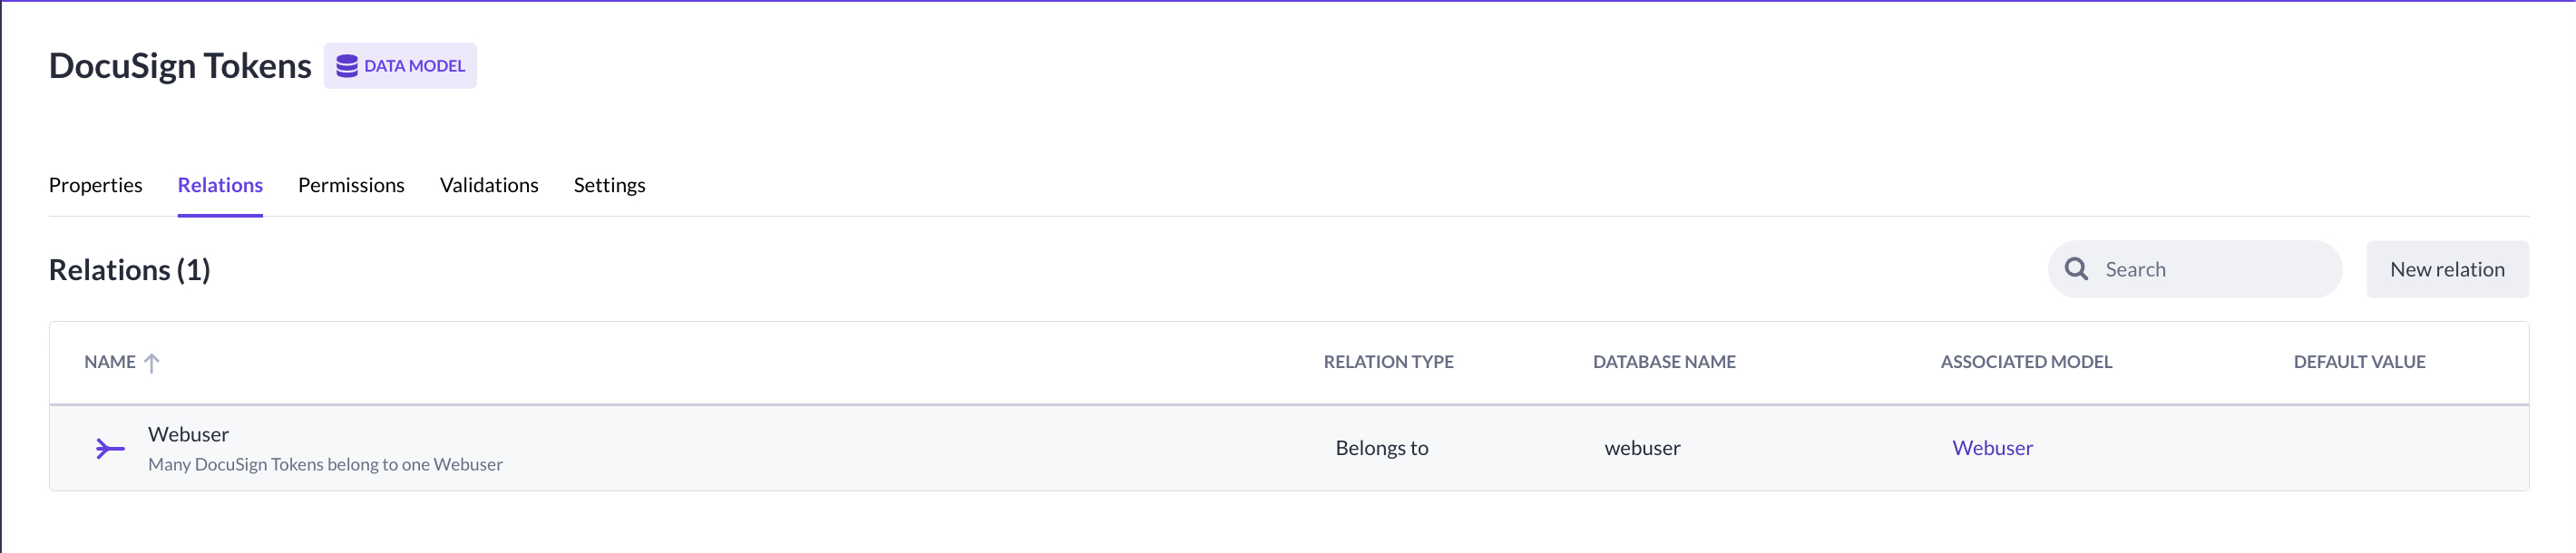 DocuSign Tokens DATA MODEL
Properties Relations Permissions Validations Settings
Relations (1) Search New relation
NAME RELATION TYPE DATABASE NAME ASSOCIATED MODEL DEFAULT VALUE
Webuser
Many DocuSign Tokens belong to one Webuser
Belongs to webuser Webuser